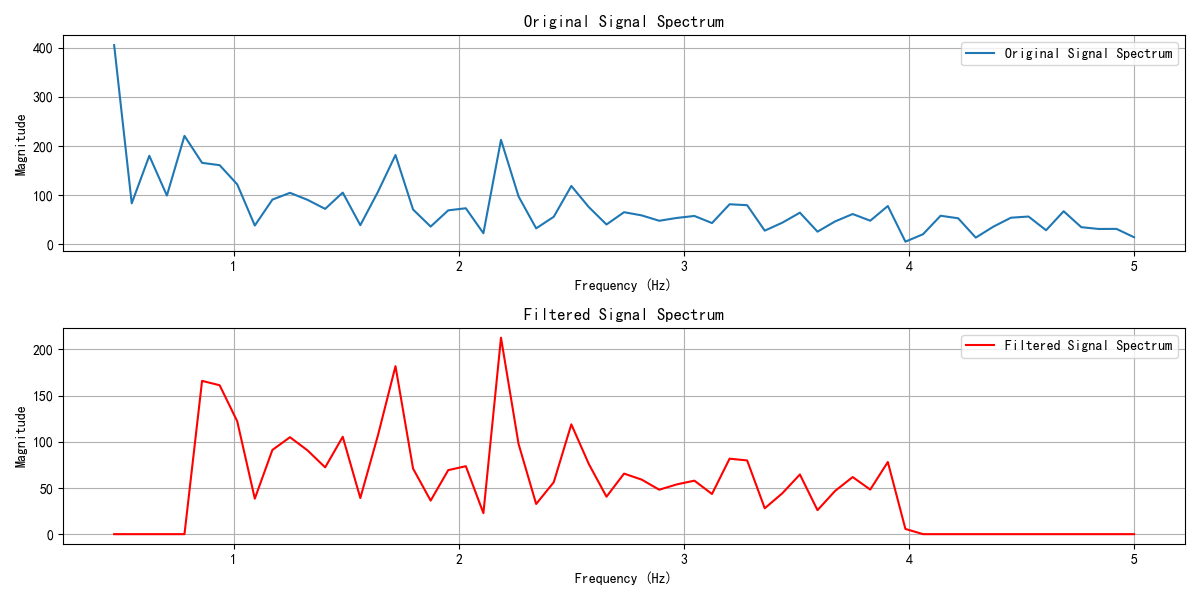 Original Signal Spectrum
Original Signal Spectrum
400
300
200
100
0
Magnitude
1 2 3 4 5
Frequency (Hz)
Filtered Signal Spectrum
Filtered Signal Spectrum
200
150
100
50
0
Magnitude
1 2 3 4 5
Frequency (Hz)